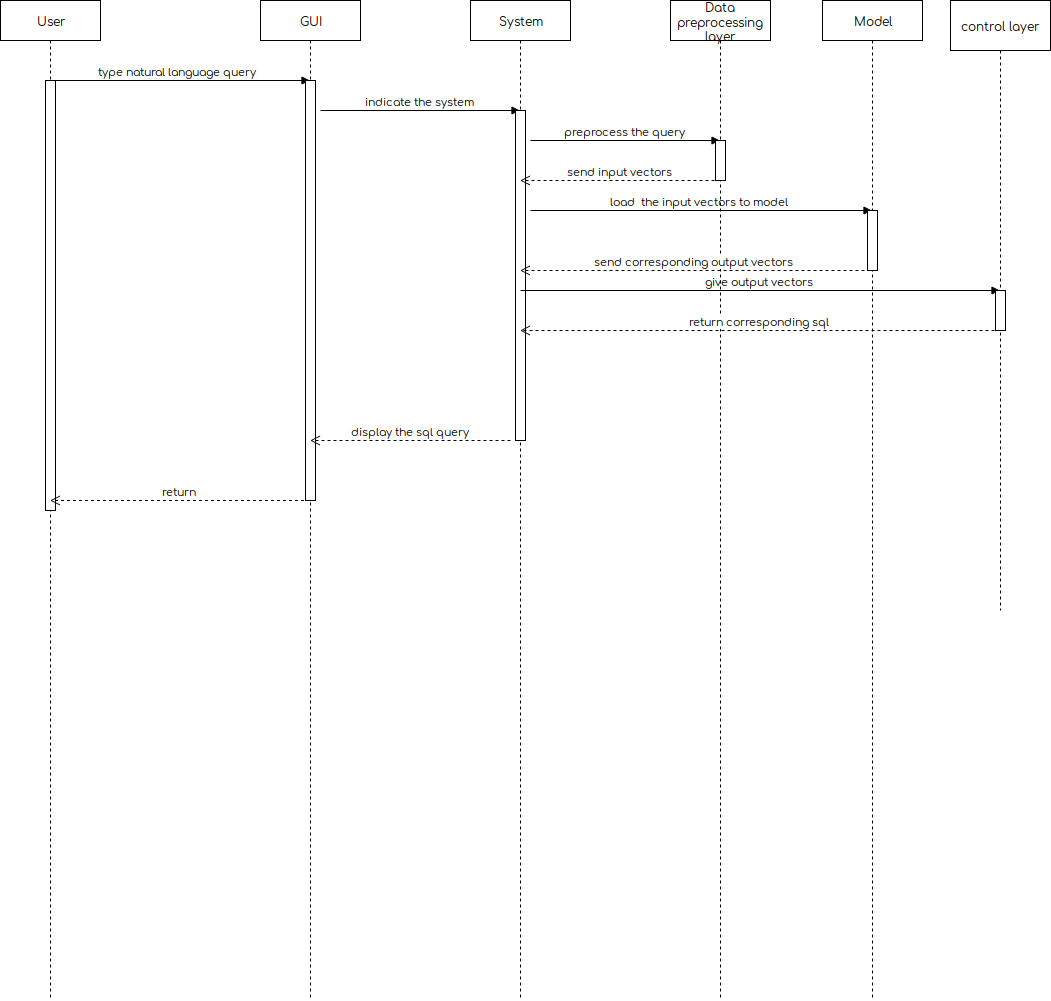 User
GUI
System
Data
preprocessing
layer
Model
control layer
type natural language query
indicate the system
preprocess the query
send input vectors
load  the input vectors to model
send corresponding output vectors
give output vectors
return corresponding sql
display the sql query
return